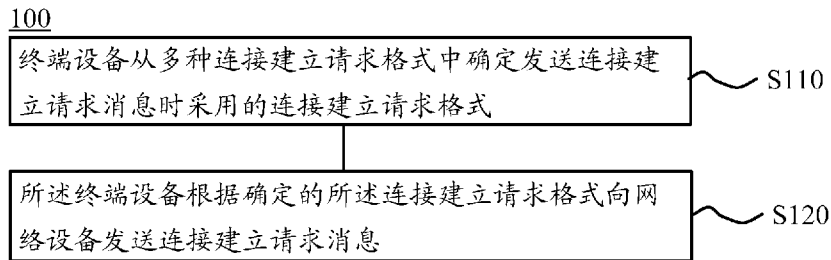 100
终端设备从多种连接建立请求格式中确定发送连接建
立请求消息时采用的连接建立请求格式
S110
所述终端设备根据确定的所述连接建立请求格式向网
络设备发送连接建立请求消息
S120